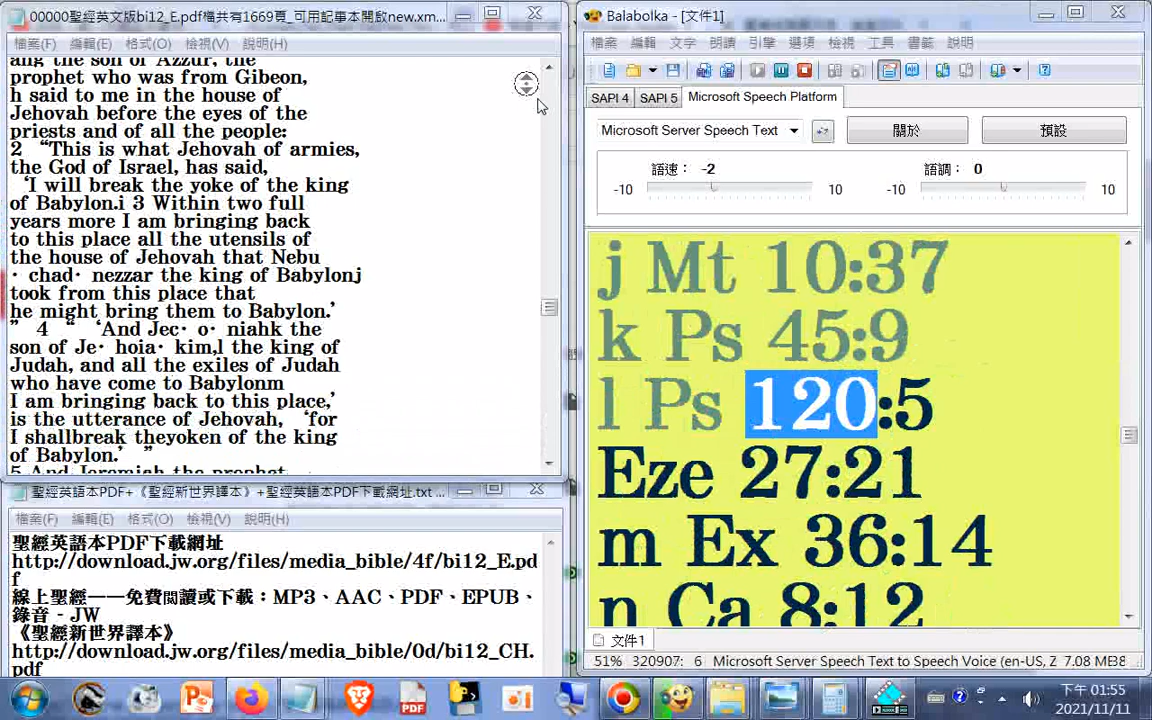 00000聖經英文版bi12_E.pdf檔共有1669頁_可用記事本開啟new.xm...
檔案(F) 編輯(E) 格式(O) 檢視(V) 說明(H)
ang the son of Azzur, the
prophet who was from Gibeon,
h said to me in the house of
Jehovah before the eyes of the
priests and of all the people:
2 “This is what Jehovah of armies,
the God of Israel, has said,
‘I will break the yoke of the king
of Babylon.i 3 Within two full
years more I am bringing back
to this place all the utensils of
the house of Jehovah that Nebu
· chad· nezzar the king of Babylonj
took from this place that
he might bring them to Babylon.’
” 4 “ ‘And Jec· o· niahk the
son of Je· hoia· kim,l the king of
Judah, and all the exiles of Judah
who have come to Babylonm
I am bringing back to this place,’
is the utterance of Jehovah, ‘for
I shallbreak theyoken of the king
of Babylon.’ ”
5 And Jeremiah the prophet
聖經英語本PDF+《聖經新世界譯本》+聖經英語本PDF下載網址.txt ...
檔案(F) 編輯(E) 格式(O) 檢視(V) 說明(H)
聖經英語本PDF下載網址
http://download.jw.org/files/media_bible/4f/bi12_E.pd
f
線上聖經——免費閱讀或下載：MP3、AAC、PDF、EPUB、
錄音 - JW
《聖經新世界譯本》
http://download.jw.org/files/media_bible/0d/bi12_CH.
pdf
Balabolka - [文件1]
檔案 編輯 文字 朗讀 引擎 選項 檢視 工具 書籤 說明
SAPI 4 SAPI 5 Microsoft Speech Platform
Microsoft Server Speech Text 關於 預設
語速： -2 語調： 0
-10 10 -10 10
j Mt 10:37
k Ps 45:9
l Ps 120:5
Eze 27:21
m Ex 36:14
n Ca 8:12
文件1
51% 320907: 6 Microsoft Server Speech Text to Speech Voice (en-US, Z 7.08 MB
下午 01:55
2021/11/11